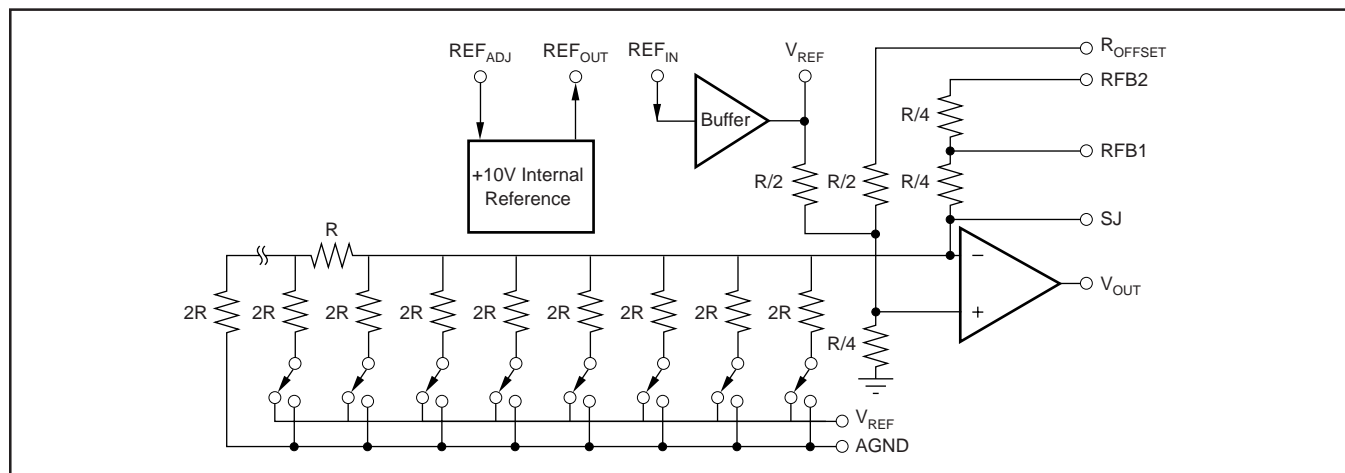 REF_ADJ REF_OUT REF_IN V_REF R_OFFSET
RFB2
R/4
Buffer
RFB1
+10V Internal
Reference
R/2 R/2 R/4
SJ
R
−
V_OUT
2R 2R 2R 2R 2R 2R 2R 2R 2R
+
R/4
V_REF
AGND